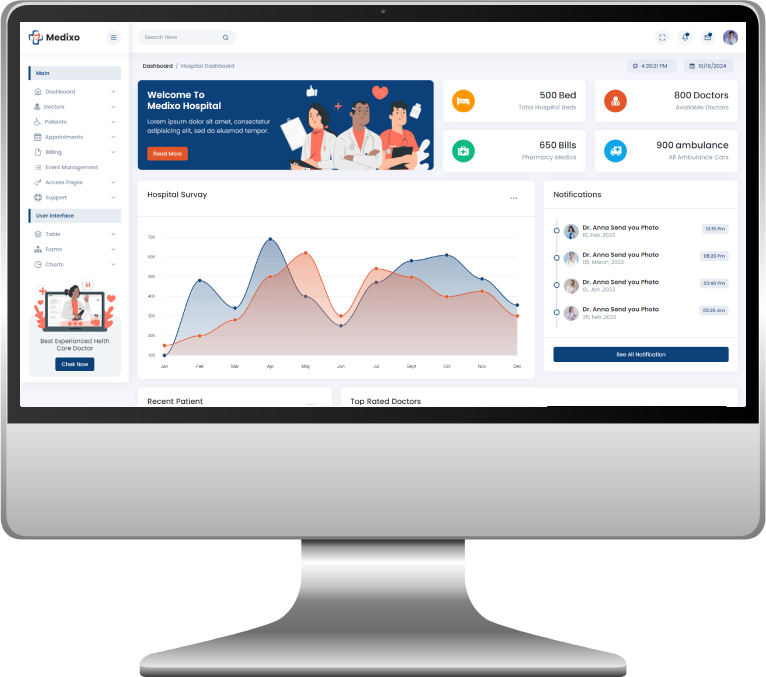 Medixo
Search Here
Main
Dashboard
Doctors
Patients
Appointments
Billing
Event Management
Access Pages
Support
User Interface
Table
Forms
Charts
Best Experianced Helth
Care Doctor
Chek Now
Dashboard / Hospital Dashboard
4:39:21 PM
10/16/2024
Welcome To
Medixo Hospital
Lorem ipsum dolor sit amet, consectetur
adipisicing elit, sed do eiusmod tempor.
Read More
500 Bed
Total Hospital Beds
800 Doctors
Available Doctors
650 Bills
Pharmacy Medics
900 ambulance
All Ambulance Cars
Hospital Survay
...
700
600
500
400
300
200
100
Jan Feb Mar Apr May Jun Jul Sept Oct Nov Dec
Notifications
Dr. Anna Send you Photo
10, Feb ,2023
10:15 Pm
Dr. Anna Send you Photo
05, March ,2023
08:20 Pm
Dr. Anna Send you Photo
01, Jan ,2023
03:40 Pm
Dr. Anna Send you Photo
25, Feb ,2023
05:28 Am
See All Notification
Recent Patient
Top Rated Doctors